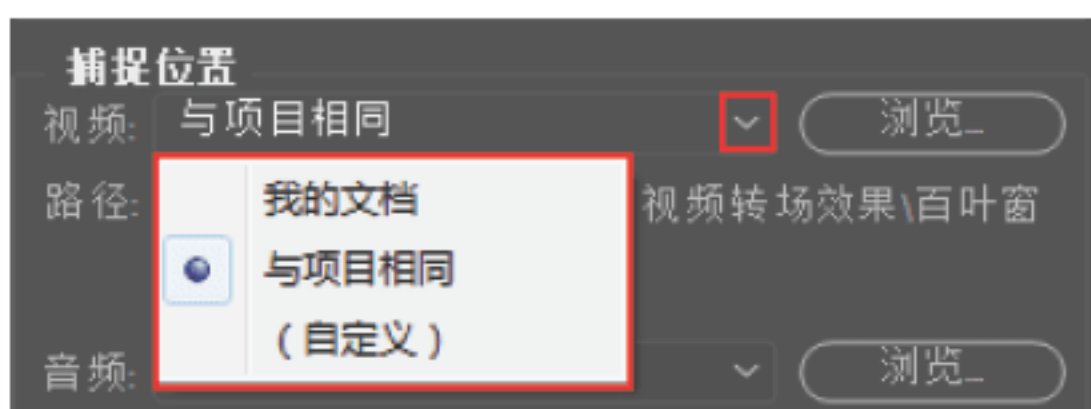 捕捉位置
视频: 与项目相同 浏览...
路径: 视频转场效果\百叶窗
我的文档
与项目相同
（自定义）
音频: 浏览...